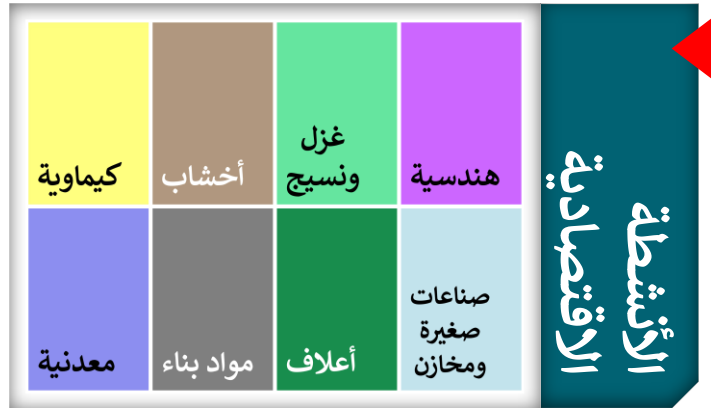 الأنشطة
الاقتصادية
هندسية
غزل
ونسيج
أخشاب
كيماوية
صناعات
صغيرة
ومخازن
أعلاف
مواد بناء
معدنية